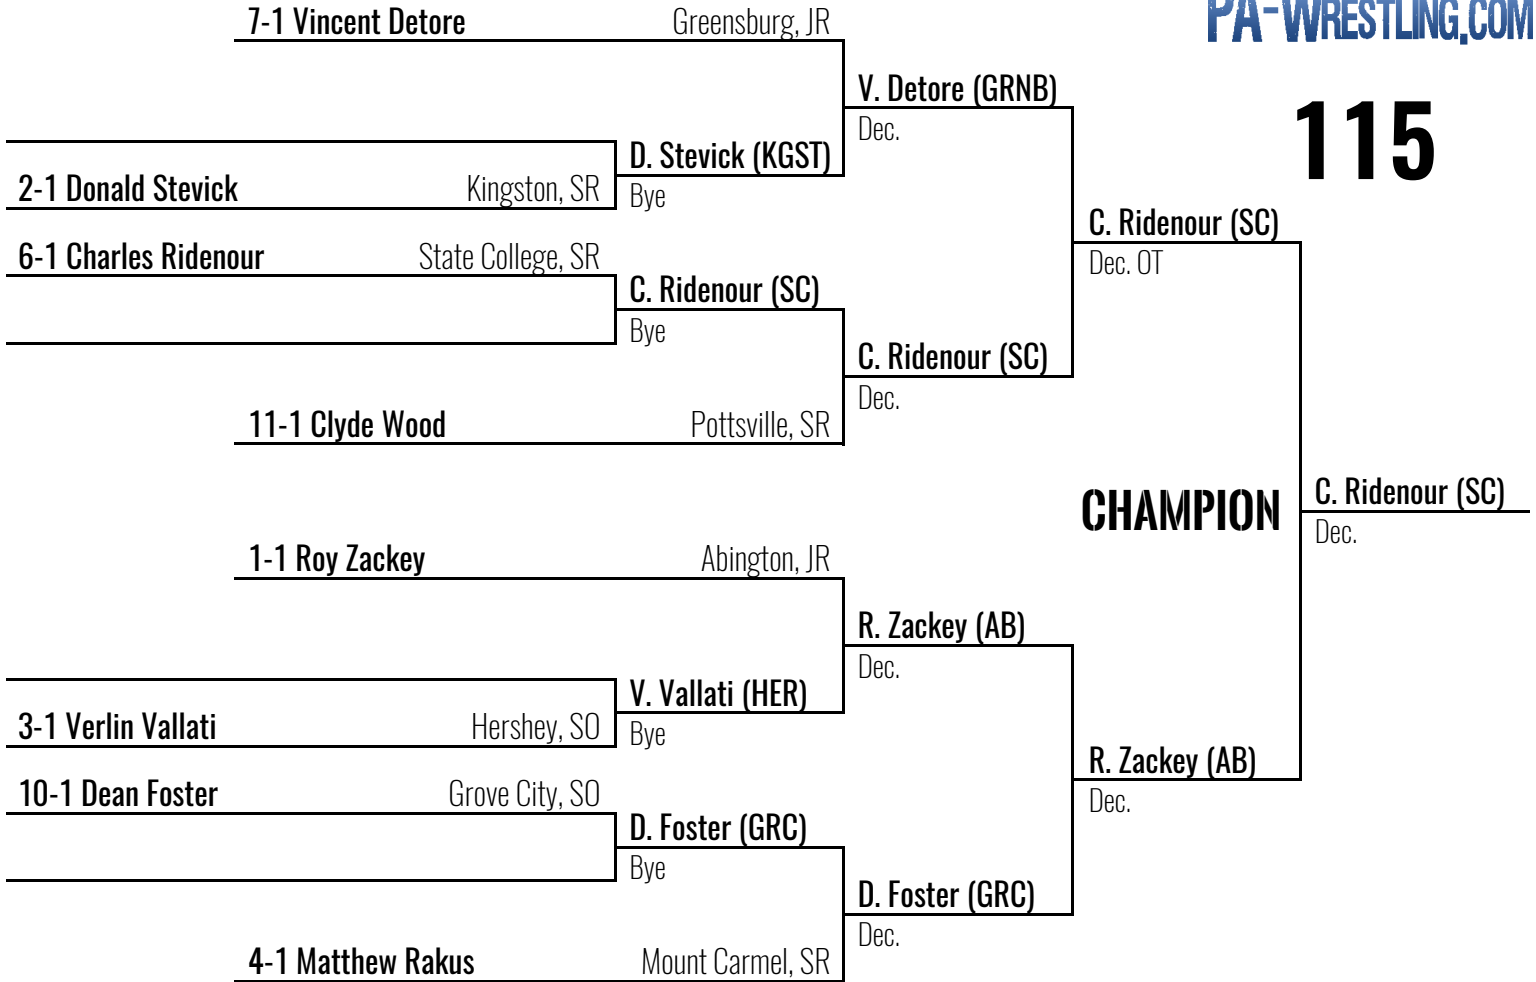 PA-WRESTLING.COM
115
7-1 Vincent Detore Greensburg, JR
V. Detore (GRNB)
Dec.
D. Stevick (KGST)
Bye
2-1 Donald Stevick Kingston, SR
6-1 Charles Ridenour State College, SR
C. Ridenour (SC)
Dec. OT
C. Ridenour (SC)
Bye
C. Ridenour (SC)
Dec.
11-1 Clyde Wood Pottsville, SR
CHAMPION
C. Ridenour (SC)
Dec.
1-1 Roy Zackey Abington, JR
R. Zackey (AB)
Dec.
V. Vallati (HER)
Bye
3-1 Verlin Vallati Hershey, SO
R. Zackey (AB)
Dec.
10-1 Dean Foster Grove City, SO
D. Foster (GRC)
Bye
D. Foster (GRC)
Dec.
4-1 Matthew Rakus Mount Carmel, SR